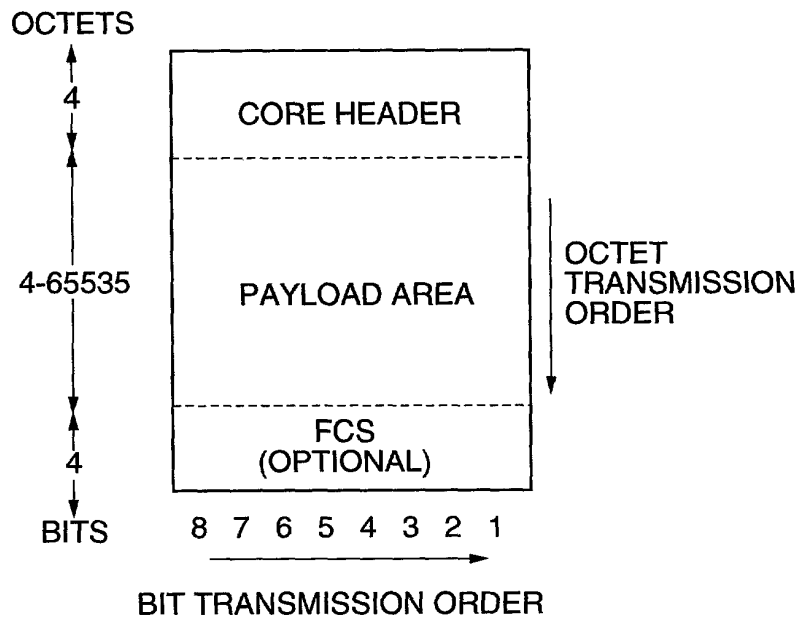 OCTETS
4
CORE HEADER
4-65535
PAYLOAD AREA
OCTET
TRANSMISSION
ORDER
4
FCS
(OPTIONAL)
BITS
8 7 6 5 4 3 2 1
BIT TRANSMISSION ORDER